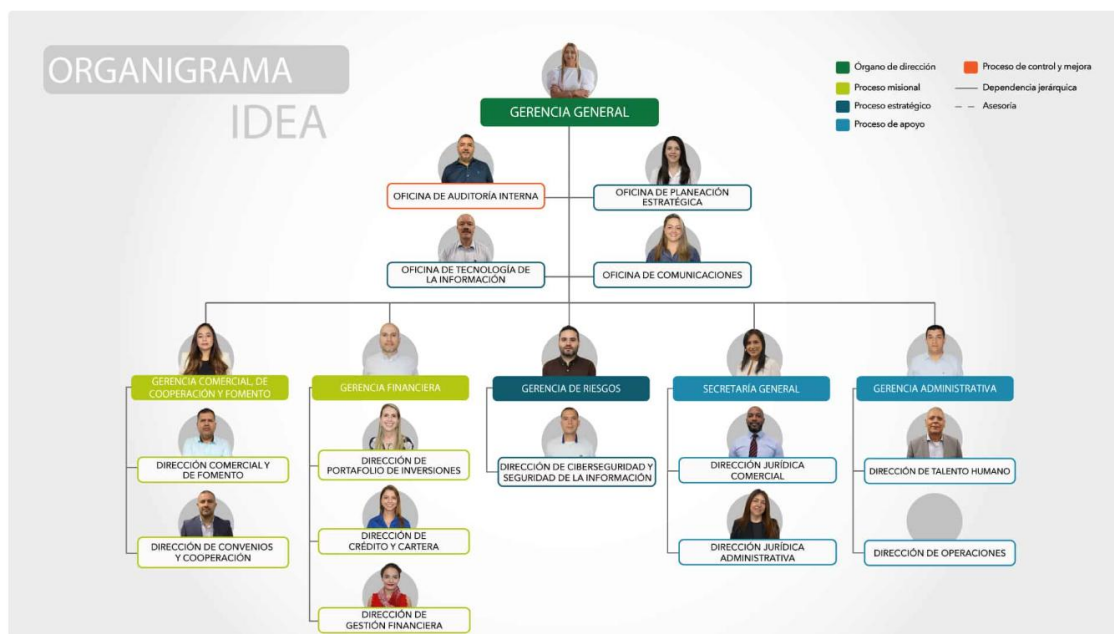 ORGANIGRAMA
IDEA
Órgano de dirección
Proceso misional
Proceso estratégico
Proceso de apoyo
Proceso de control y mejora
Dependencia jerárquica
Asesoría
GERENCIA GENERAL
OFICINA DE AUDITORÍA INTERNA
OFICINA DE PLANEACIÓN
ESTRATÉGICA
OFICINA DE TECNOLOGÍA DE
LA INFORMACIÓN
OFICINA DE COMUNICACIONES
GERENCIA COMERCIAL, DE
COOPERACIÓN Y FOMENTO
GERENCIA FINANCIERA
GERENCIA DE RIESGOS
SECRETARÍA GENERAL
GERENCIA ADMINISTRATIVA
DIRECCIÓN COMERCIAL Y
DE FOMENTO
DIRECCIÓN DE
PORTAFOLIO DE INVERSIONES
DIRECCIÓN DE CIBERSEGURIDAD Y
SEGURIDAD DE LA INFORMACIÓN
DIRECCIÓN JURÍDICA
COMERCIAL
DIRECCIÓN DE TALENTO HUMANO
DIRECCIÓN DE CONVENIOS
Y COOPERACIÓN
DIRECCIÓN DE
CRÉDITO Y CARTERA
DIRECCIÓN JURÍDICA
ADMINISTRATIVA
DIRECCIÓN DE OPERACIONES
DIRECCIÓN DE
GESTIÓN FINANCIERA